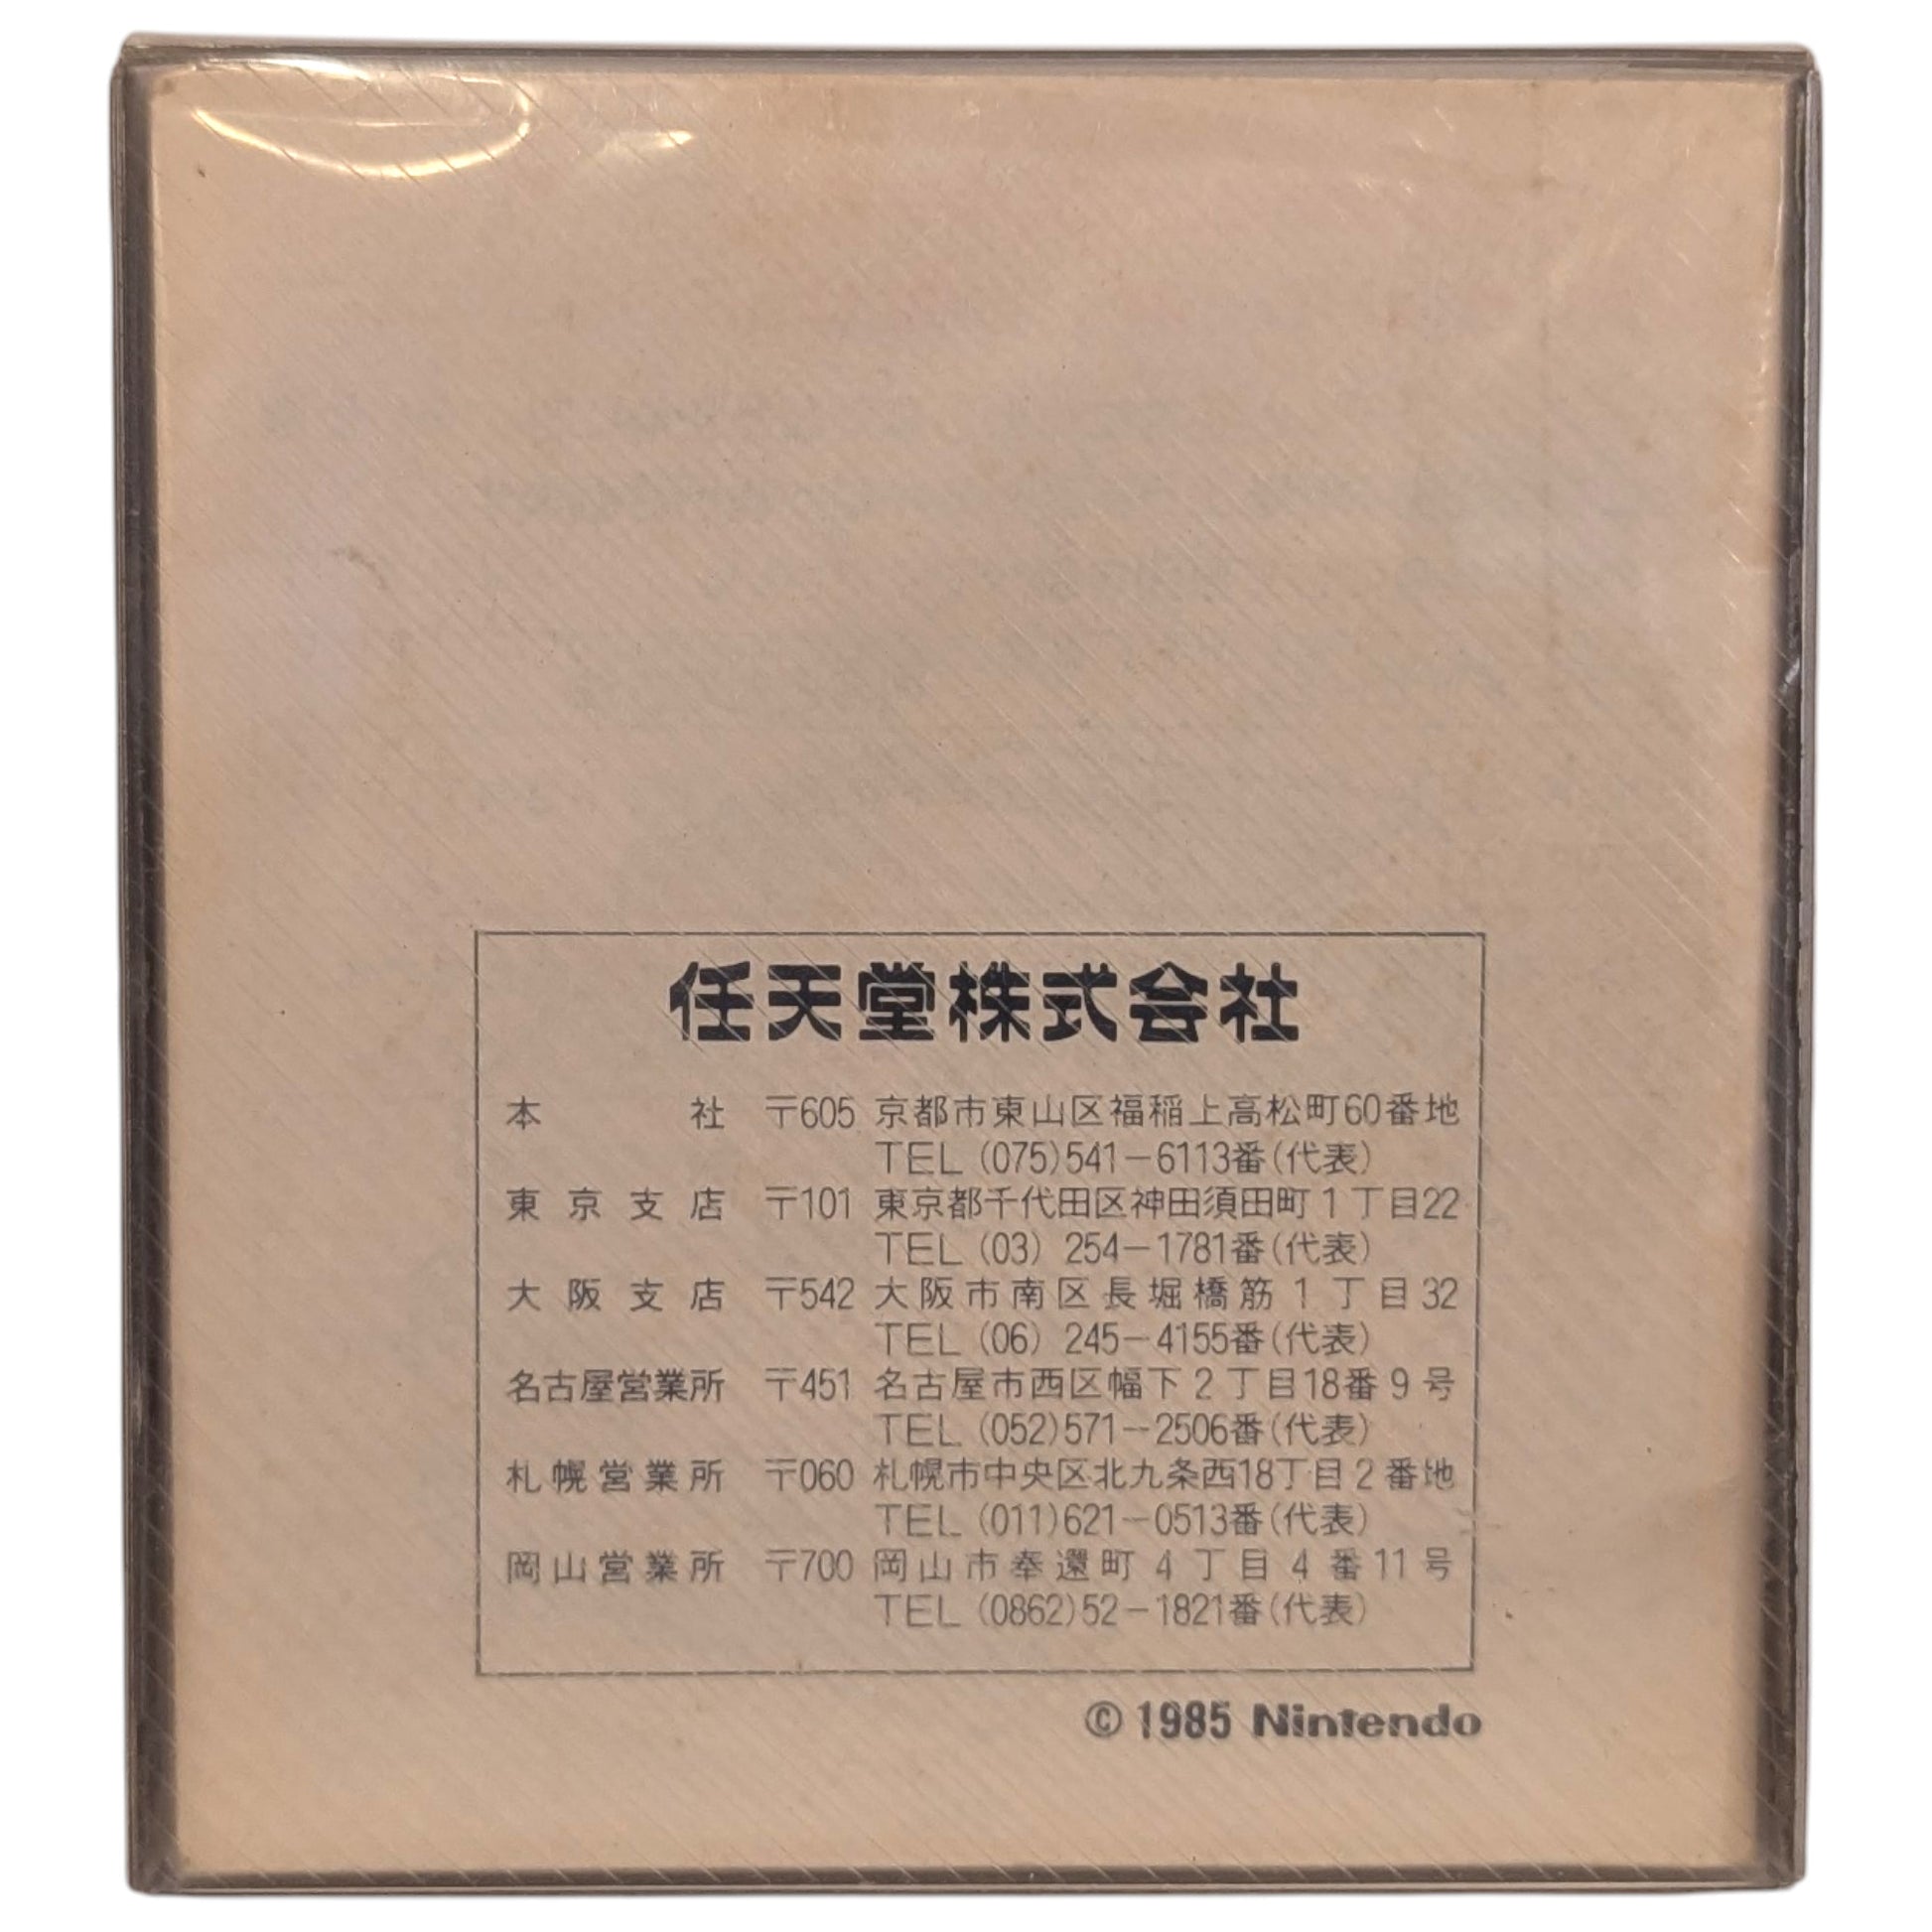 任天堂株式会社
本社 〒605 京都市東山区福稲上高松町60番地
TEL (075)541-6113番(代表)
東京支店 〒101 東京都千代田区神田須田町1丁目22
TEL (03) 254-1781番(代表)
大阪支店 〒542 大阪市南区長堀橋筋1丁目32
TEL (06) 245-4155番(代表)
名古屋営業所 〒451 名古屋市西区幅下2丁目18番9号
TEL (052)571-2506番(代表)
札幌営業所 〒060 札幌市中央区北九条西18丁目2番地
TEL (011)621-0513番(代表)
岡山営業所 〒700 岡山市奉還町4丁目4番11号
TEL (0862)52-1821番(代表)
© 1985 Nintendo